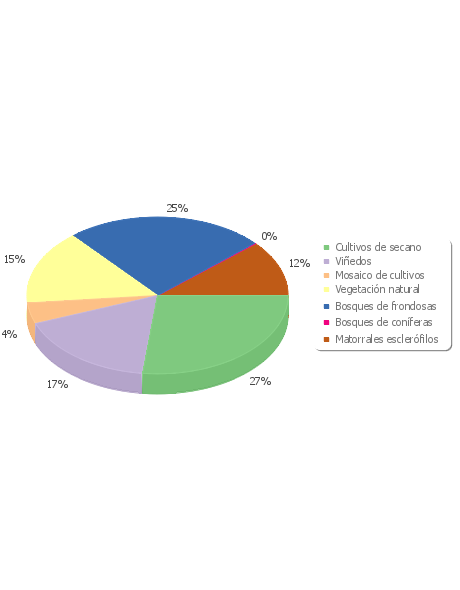 25%
0%
12%
15%
4%
17%
27%
Cultivos de secano
Viñedos
Mosaico de cultivos
Vegetación natural
Bosques de frondosas
Bosques de coníferas
Matorrales esclerófilos